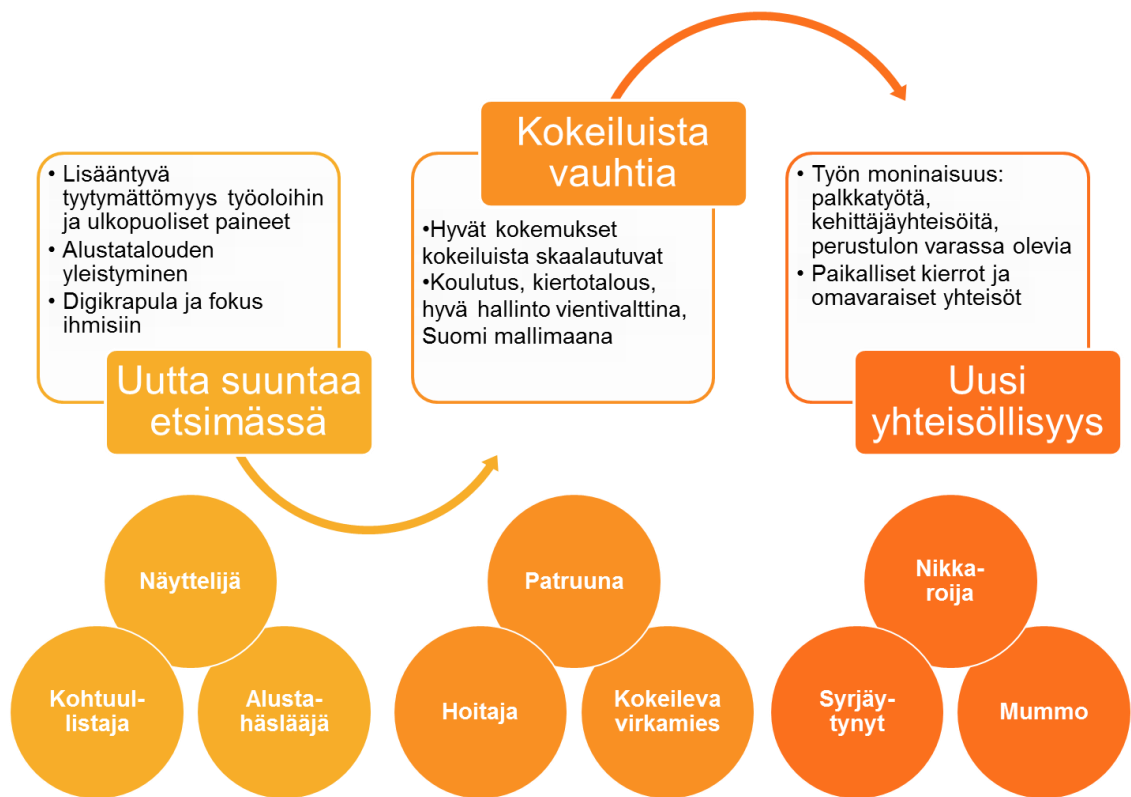 • Lisääntyvä
tyytymättömyys työoloihin
ja ulkopuoliset paineet
• Alustatalouden
yleistyminen
• Digikrapula ja fokus
ihmisiin
Uutta suuntaa
etsimässä
Kokeiluista
vauhtia
•Hyvät kokemukset
kokeiluista skaalautuvat
•Koulutus, kiertotalous,
hyvä hallinto vientivalttina,
Suomi mallimaana
• Työn moninaisuus:
palkkatyötä,
kehittäjäyhteisöitä,
perustulon varassa olevia
• Paikalliset kierrot ja
omavaraiset yhteisöt
Uusi
yhteisöllisyys
Näyttelijä
Kohtuul-
listaja
Alusta-
häslääjä
Patruuna
Hoitaja
Kokeileva
virkamies
Nikka-
roija
Syrjäy-
tynyt
Mummo